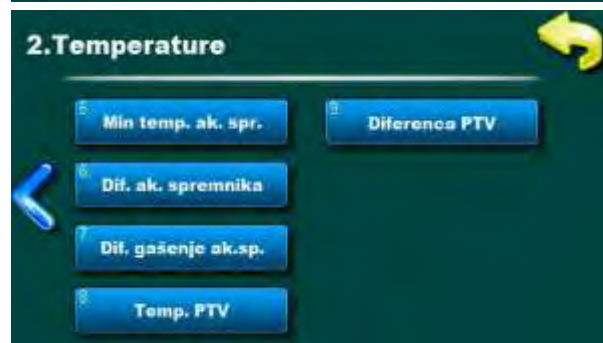 2.Temperature
5
Min temp. ak. spr.
6
Dif. ak. spremnika
7
Dif. gašenje ak.sp.
8
Temp. PTV
9
Diferenca PTV